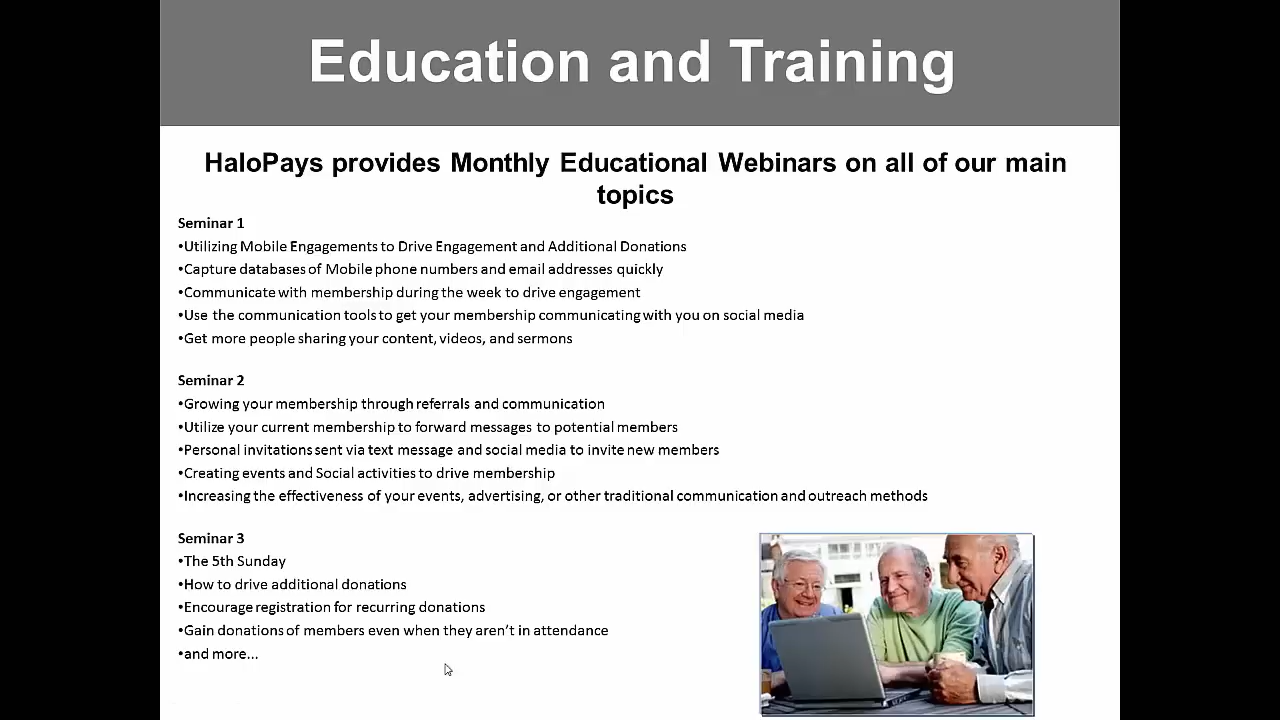 Education and Training
HaloPays provides Monthly Educational Webinars on all of our main
topics
Seminar 1
•Utilizing Mobile Engagements to Drive Engagement and Additional Donations
•Capture databases of Mobile phone numbers and email addresses quickly
•Communicate with membership during the week to drive engagement
•Use the communication tools to get your membership communicating with you on social media
•Get more people sharing your content, videos, and sermons
Seminar 2
•Growing your membership through referrals and communication
•Utilize your current membership to forward messages to potential members
•Personal invitations sent via text message and social media to invite new members
•Creating events and Social activities to drive membership
•Increasing the effectiveness of your events, advertising, or other traditional communication and outreach methods
Seminar 3
•The 5th Sunday
•How to drive additional donations
•Encourage registration for recurring donations
•Gain donations of members even when they aren't in attendance
•and more...